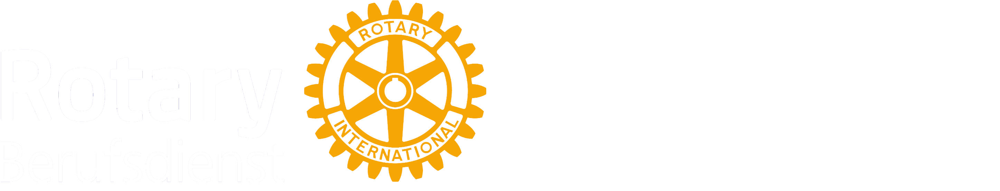 Rotary
Berufsdienst
ROTARY
INTERNATIONAL